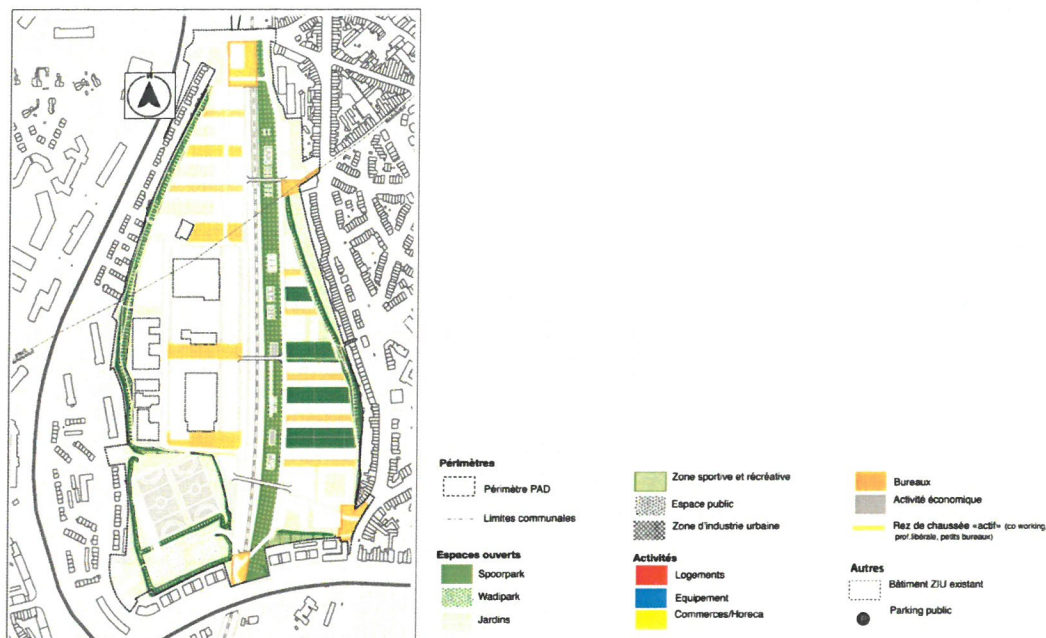 Périmètres
Périmètre PAD
Limites communales
Espaces ouverts
Spoorpark
Wadipark
Jardins
Zone sportive et récréative
Espace public
Zone d'industrie urbaine
Activités
Logements
Equipement
Commerces/Horeca
Bureaux
Activité économique
Rez de chaussée «actif» (co working,
prof.libérale, petits bureaux)
Autres
Bâtiment ZIU existant
Parking public